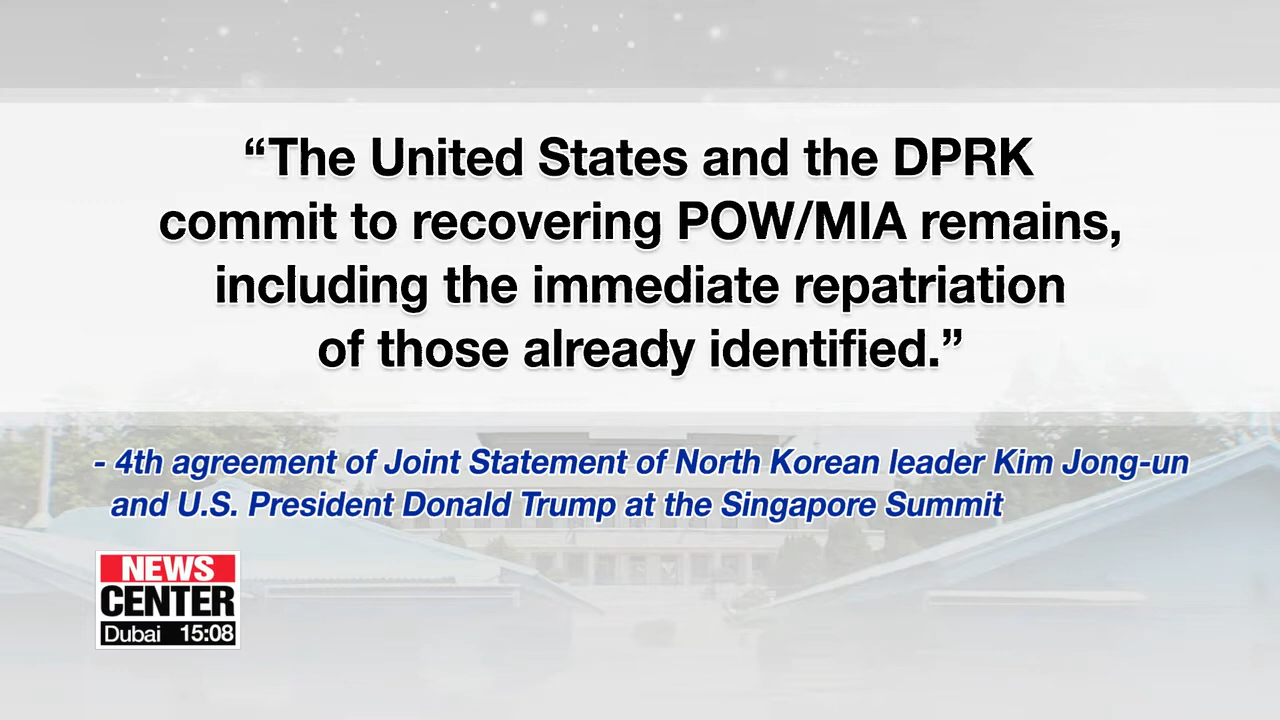 “The United States and the DPRK
commit to recovering POW/MIA remains,
including the immediate repatriation
of those already identified.”
- 4th agreement of Joint Statement of North Korean leader Kim Jong-un
and U.S. President Donald Trump at the Singapore Summit
NEWS
CENTER
Dubai 15:08